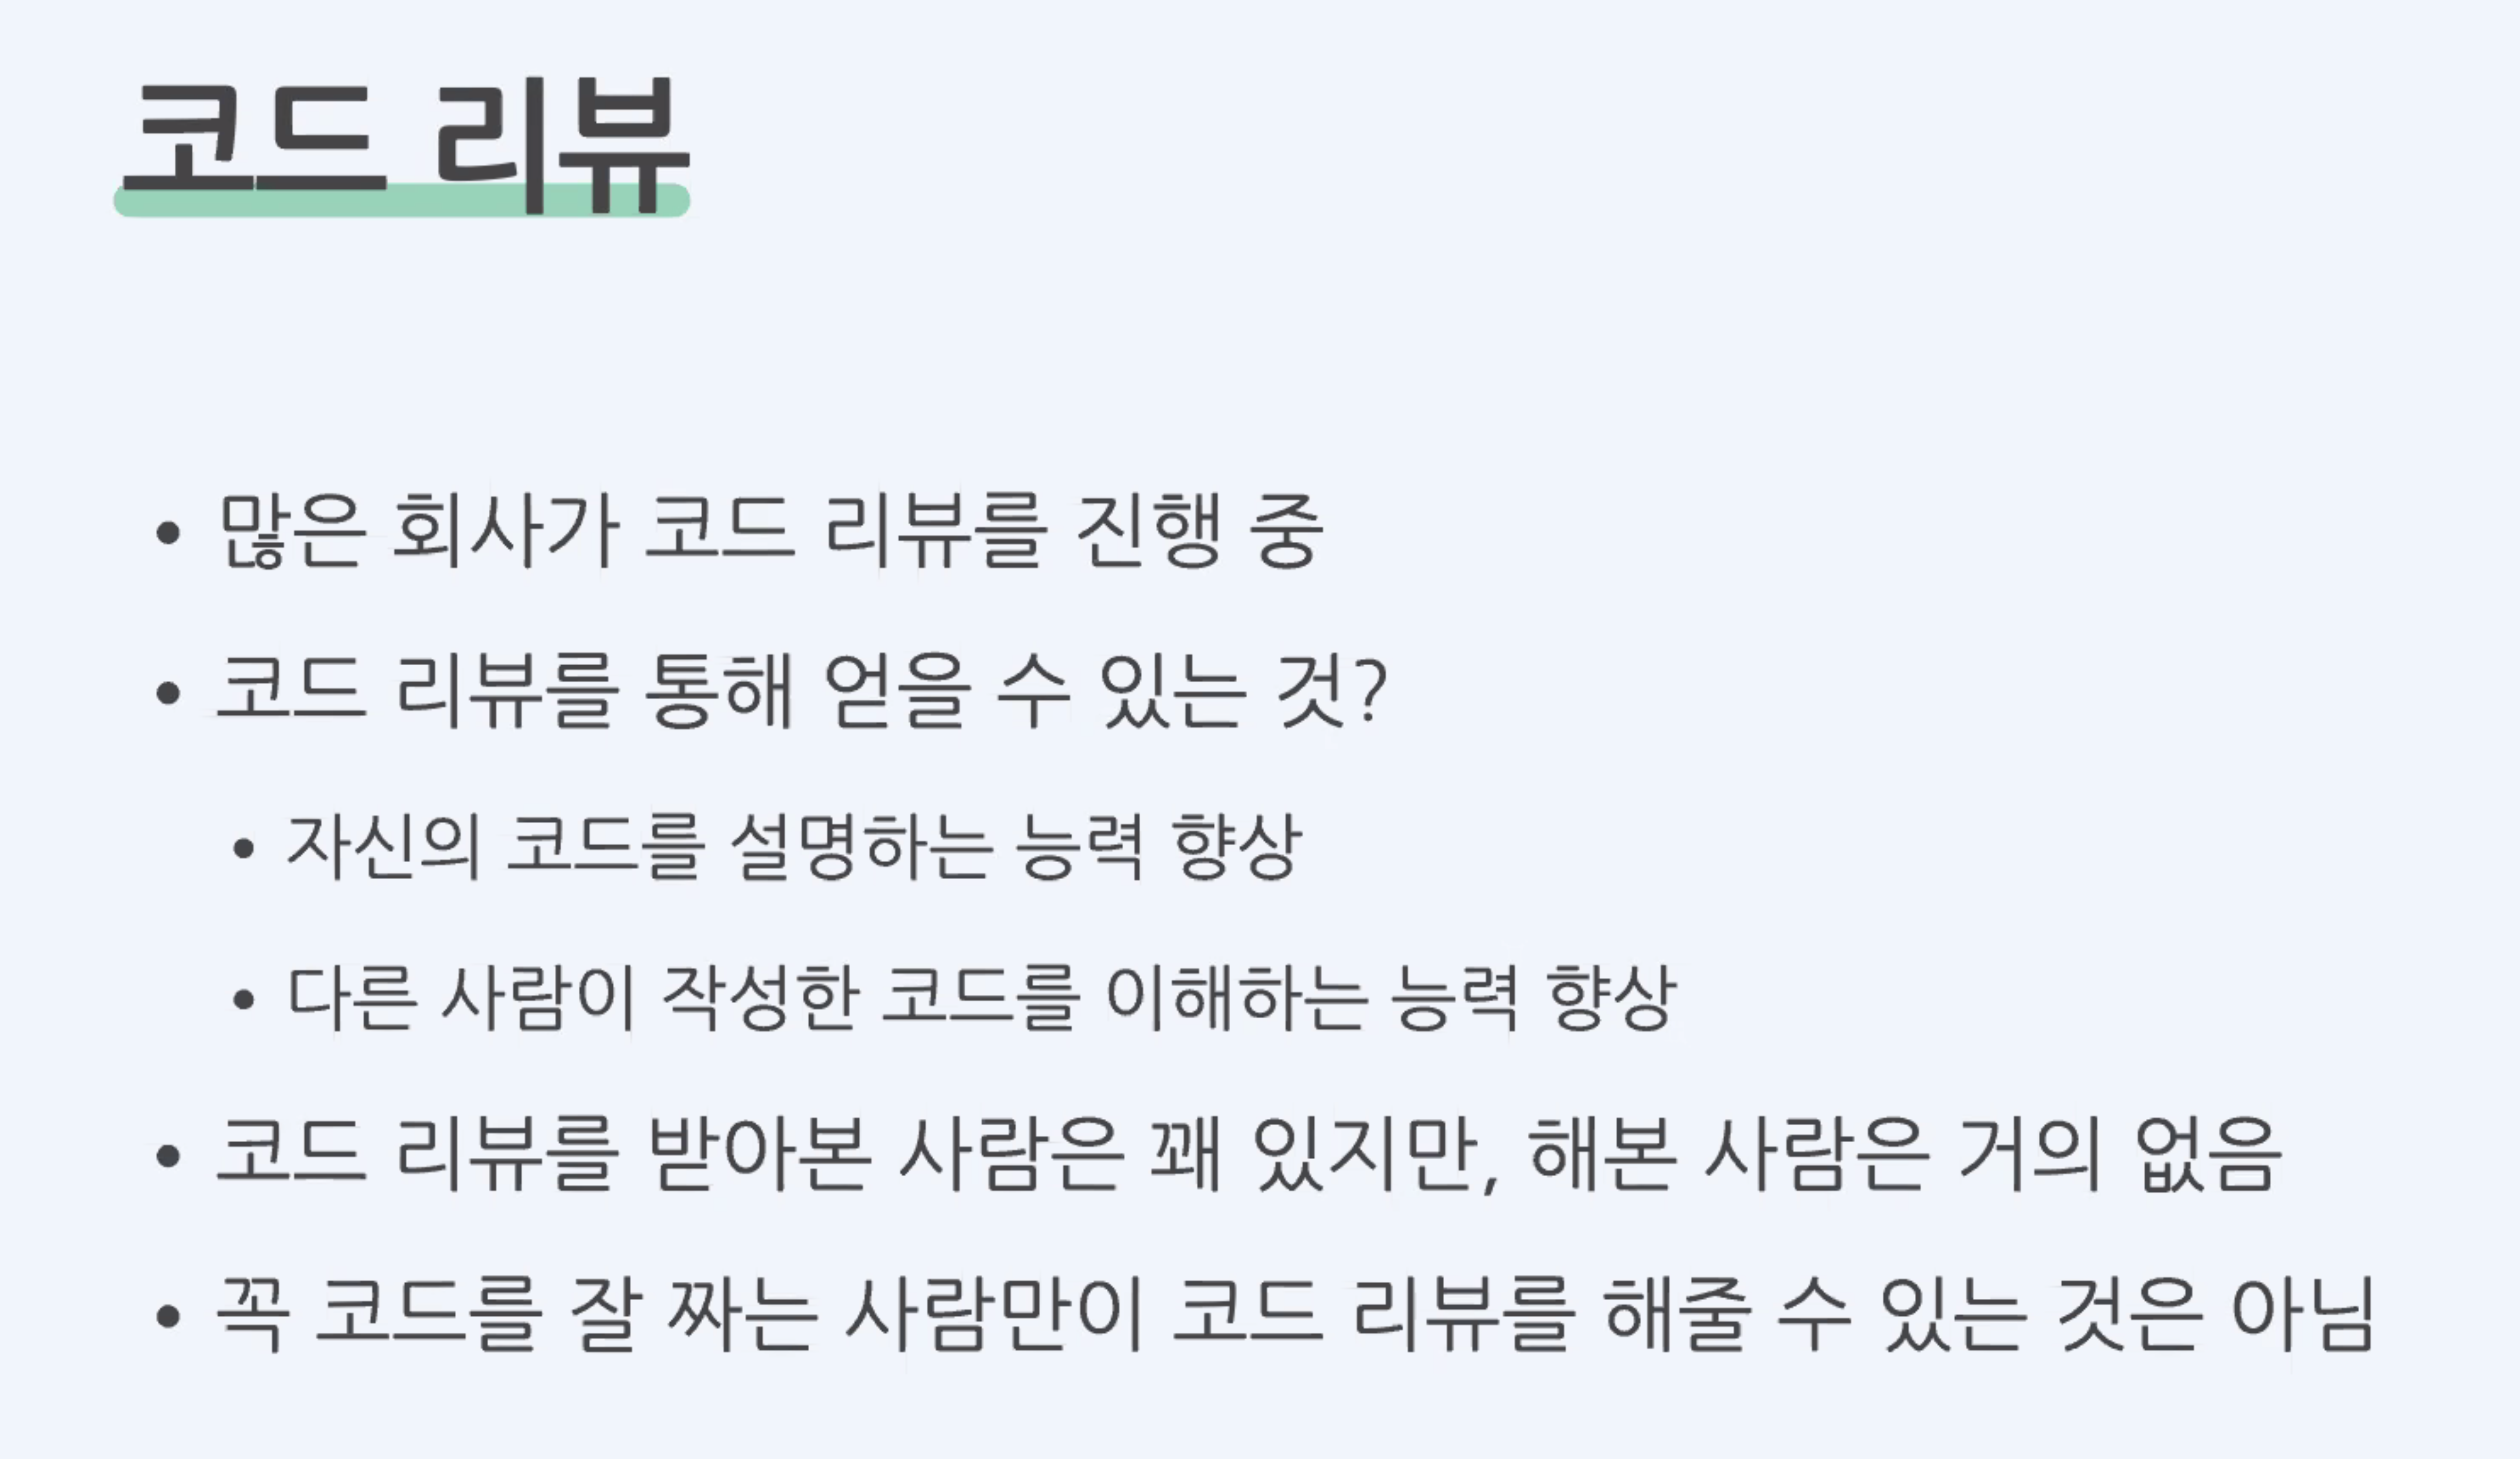 코드 리뷰
• 많은 회사가 코드 리뷰를 진행 중
• 코드 리뷰를 통해 얻을 수 있는 것?
• 자신의 코드를 설명하는 능력 향상
• 다른 사람이 작성한 코드를 이해하는 능력 향상
• 코드 리뷰를 받아본 사람은 꽤 있지만, 해본 사람은 거의 없음
• 꼭 코드를 잘 짜는 사람만이 코드 리뷰를 해줄 수 있는 것은 아님